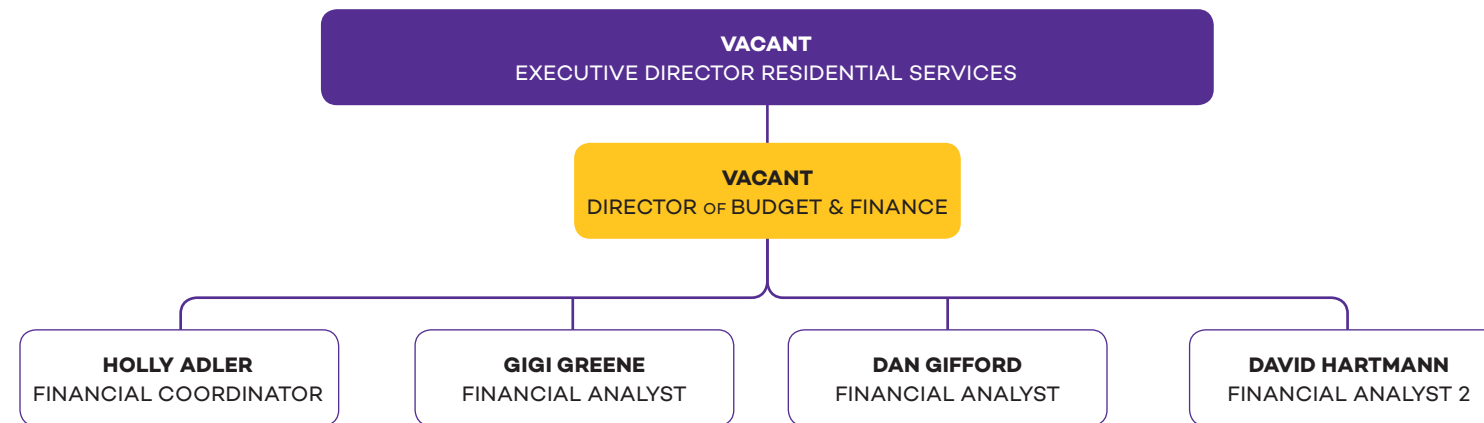 VACANT
EXECUTIVE DIRECTOR RESIDENTIAL SERVICES
VACANT
DIRECTOR OF BUDGET & FINANCE
HOLLY ADLER
FINANCIAL COORDINATOR
GIGI GREENE
FINANCIAL ANALYST
DAN GIFFORD
FINANCIAL ANALYST
DAVID HARTMANN
FINANCIAL ANALYST 2